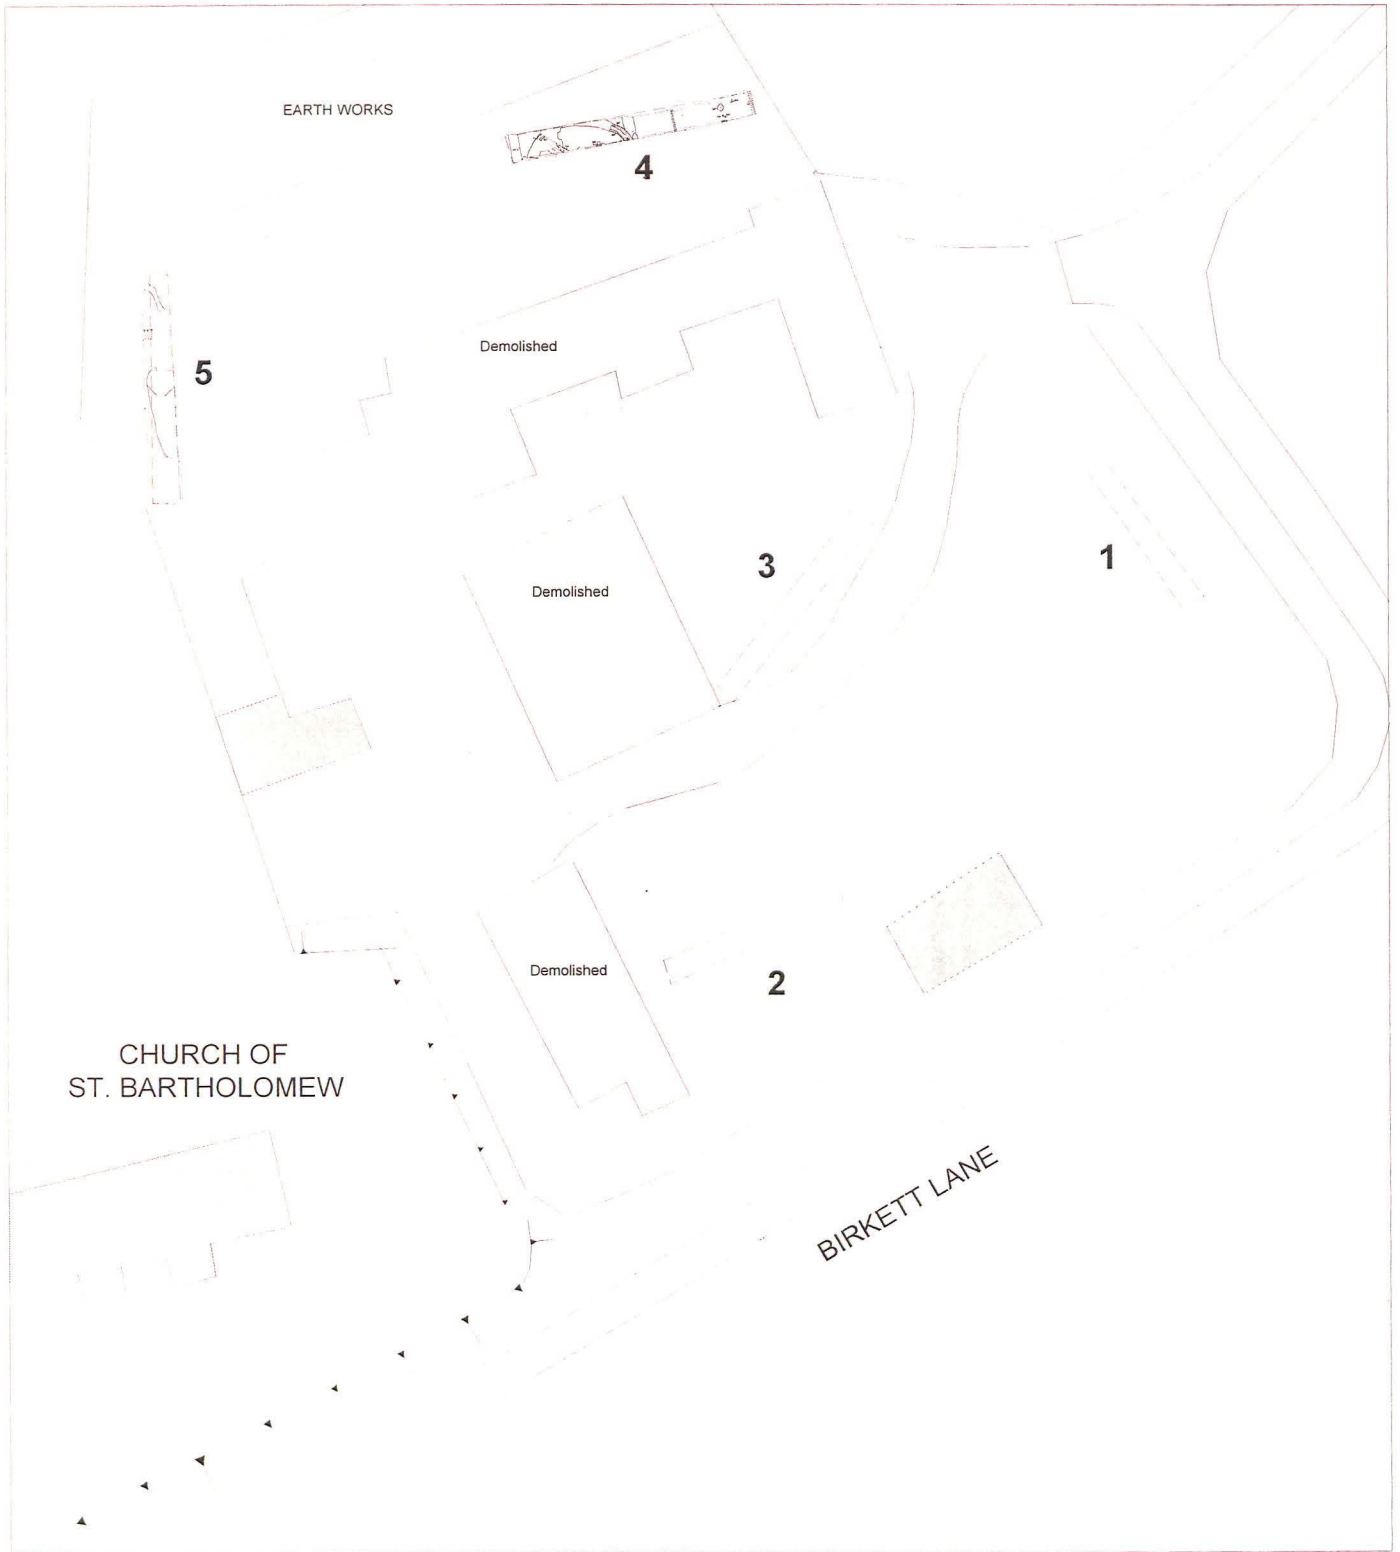 EARTH WORKS
4
5
Demolished
3
1
Demolished
Demolished
2
CHURCH OF
ST. BARTHOLOMEW
BIRKETT LANE